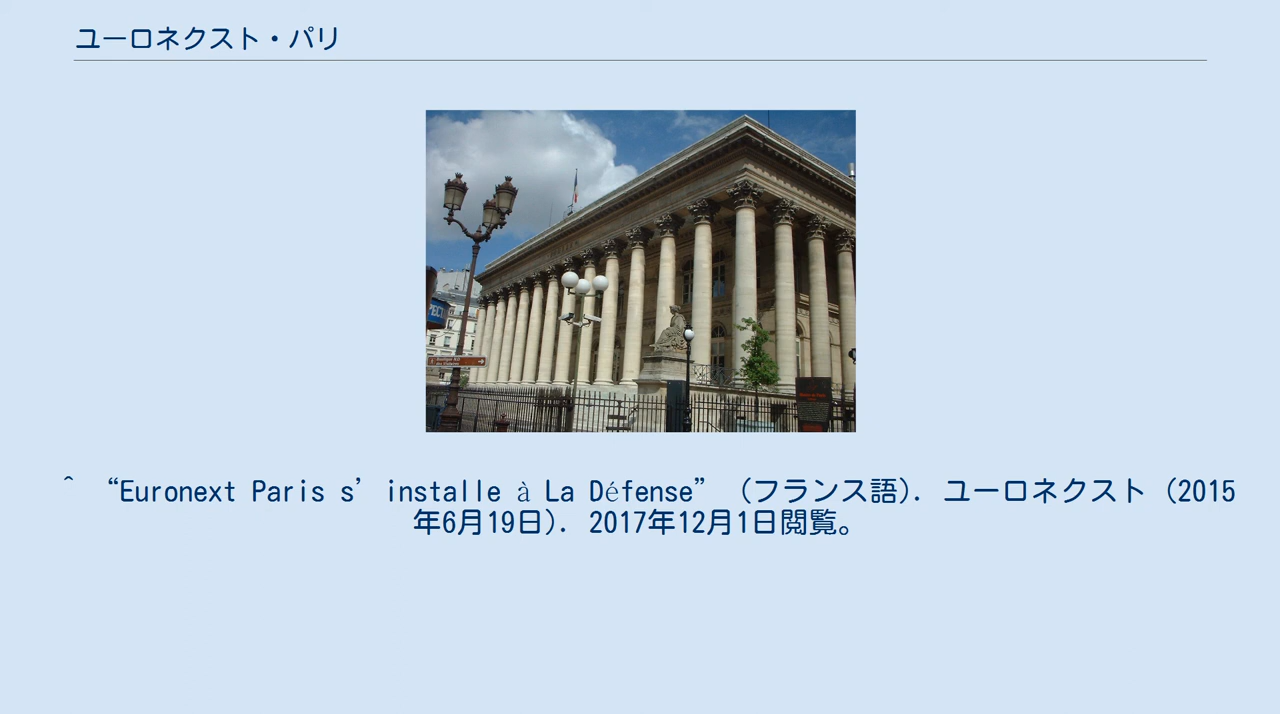 ユーロネクスト・パリ
PECT
^ “Euronext Paris s’installe à La Défense” (フランス語). ユーロネクスト (2015
年6月19日). 2017年12月1日閲覧。